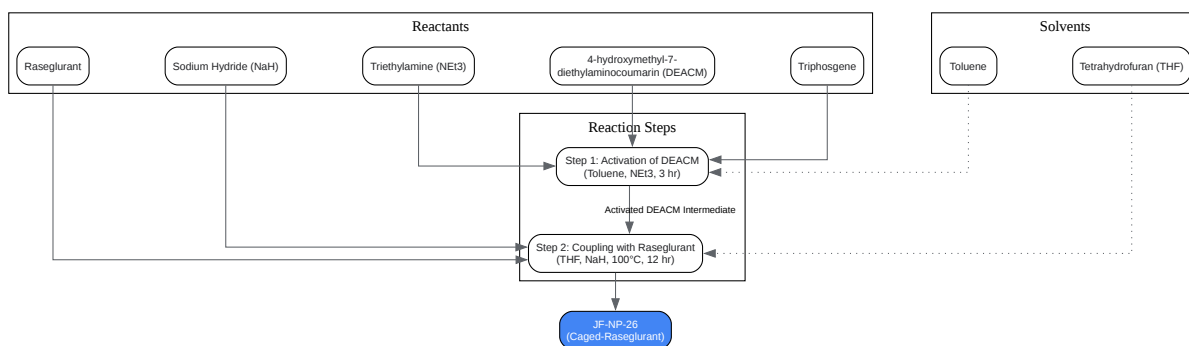 Reactants
Solvents
Raseglurant
Sodium Hydride (NaH)
Triethylamine (NEt3)
4-hydroxymethyl-7-
diethylaminocoumarin (DEACM)
Triphosgene
Toluene
Tetrahydrofuran (THF)
Reaction Steps
Step 1: Activation of DEACM
(Toluene, NEt3, 3 hr)
Activated DEACM Intermediate
Step 2: Coupling with Raseglurant
(THF, NaH, 100°C, 12 hr)
JF-NP-26
(Caged-Raseglurant)